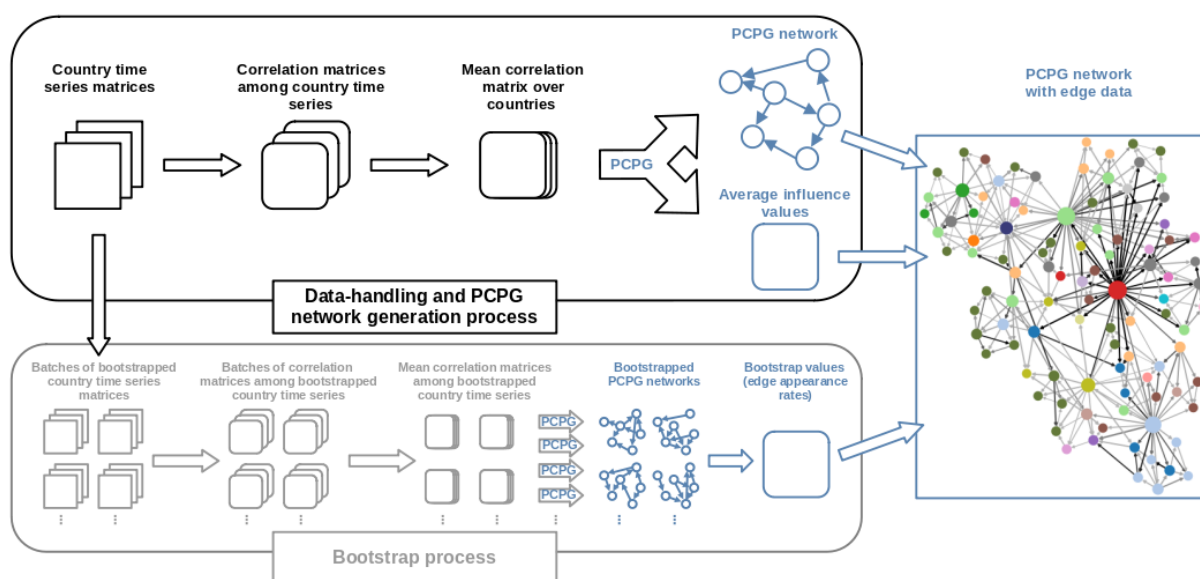 Country time
series matrices
Correlation matrices
among country time
series
Mean correlation
matrix over
countries
PCPG
PCPG network
Average influence
values
PCPG network
with edge data
Data-handling and PCPG
network generation process
Batches of bootstrapped
country time series
matrices
Batches of correlation
matrices among bootstrapped
country time series
Mean correlation matrices
among bootstrapped
country time series
PCPG
PCPG
PCPG
PCPG
Bootstrapped
PCPG networks
Bootstrap values
(edge appearance
rates)
Bootstrap process